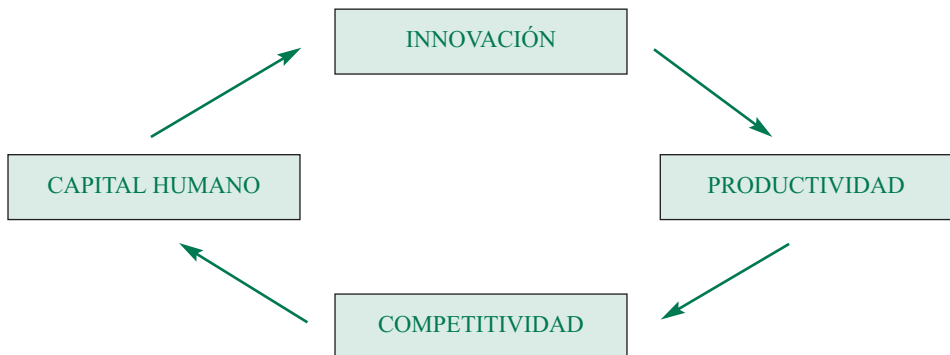 INNOVACIÓN
CAPITAL HUMANO
PRODUCTIVIDAD
COMPETITIVIDAD